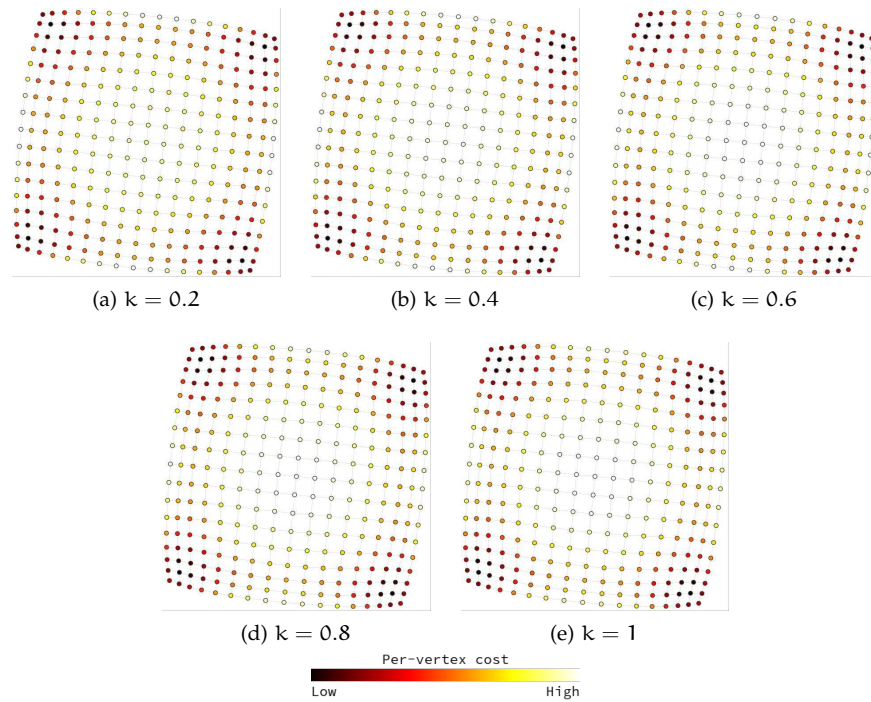 (a) k = 0.2
(b) k = 0.4
(c) k = 0.6
(d) k = 0.8
(e) k = 1
Per-vertex cost
Low
High